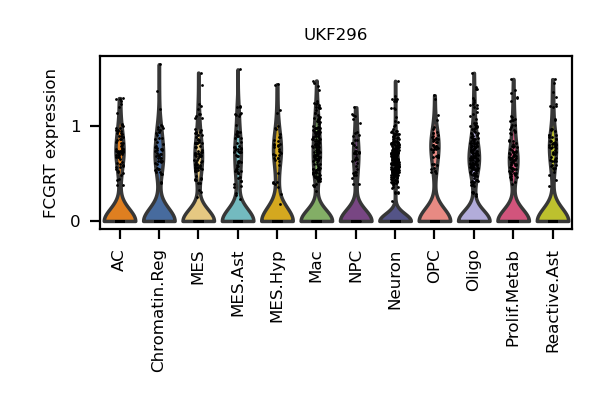 UKF296
FCGRT expression
1
0
AC
Chromatin.Reg
MES
MES.Ast
MES.Hyp
Mac
NPC
Neuron
OPC
Oligo
Prolif.Metab
Reactive.Ast